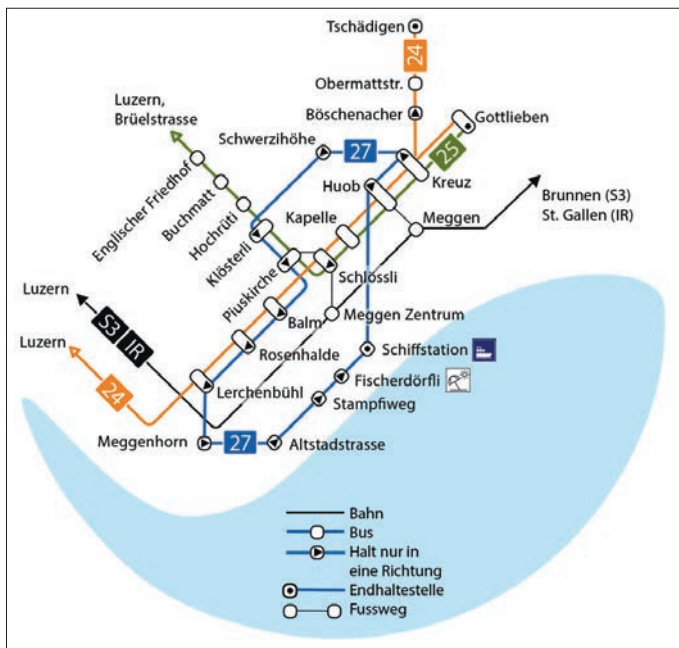 Tschädigen
24
Obermattstr.
Luzern,
Brüelstrasse
Böschenacher
Gottlieben
Schwerzihöhe
27
25
Englischer Friedhof
Huob
Kreuz
Buchmatt
Brunnen (S3)
St. Gallen (IR)
Hochrüti
Kapelle
Meggen
Klösterli
Piuskirche
Schlössli
Luzern
S3 IR
Balm
Meggen Zentrum
Luzern
Rosenhalde
Schiffstation
24
Lerchenbühl
Fischerdörfli
Stampfiweg
Meggenhorn
27
Altstadstrasse
Bahn
Bus
Halt nur in
eine Richtung
Endhaltestelle
Fussweg